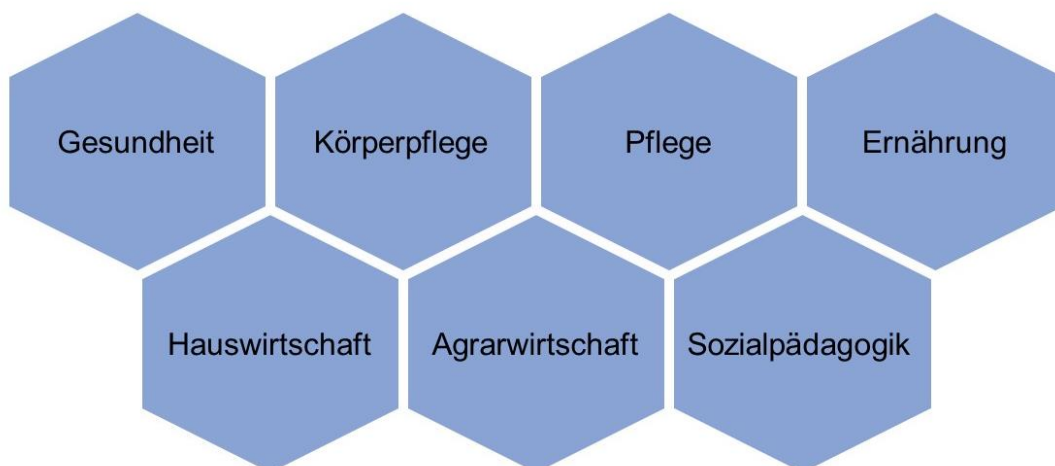 Gesundheit
Körperpflege
Pflege
Ernährung
Hauswirtschaft
Agrarwirtschaft
Sozialpädagogik